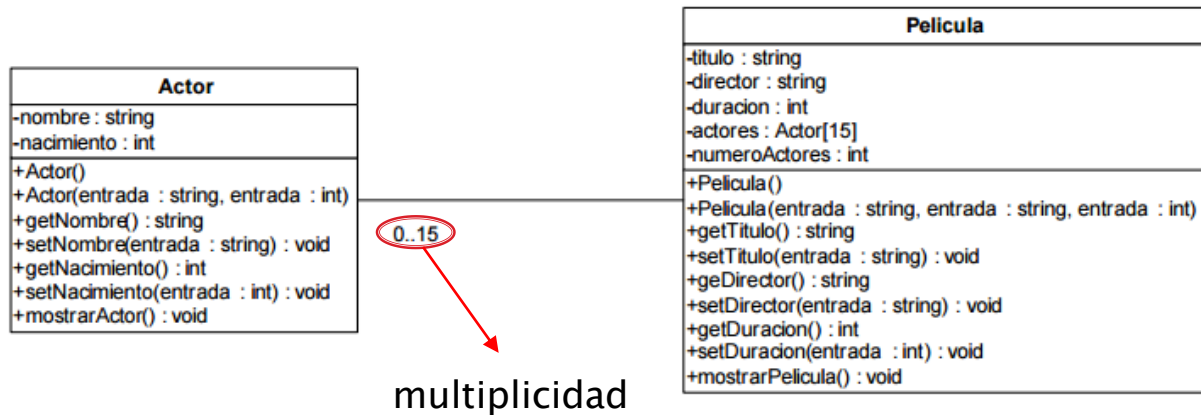 Actor
-nombre : string
-nacimiento : int
+Actor()
+Actor(entrada : string, entrada : int)
+getNombre() : string
+setNombre(entrada : string) : void
+getNacimiento() : int
+setNacimiento(entrada : int) : void
+mostrarActor() : void
0..15
multiplicidad
Pelicula
-titulo : string
-director : string
-duracion : int
-actores : Actor[15]
-numeroActores : int
+Pelicula()
+Pelicula(entrada : string, entrada : string, entrada : int)
+getTitulo() : string
+setTitulo(entrada : string) : void
+geDirector() : string
+setDirector(entrada : string) : void
+getDuracion() : int
+setDuracion(entrada : int) : void
+mostrarPelicula() : void